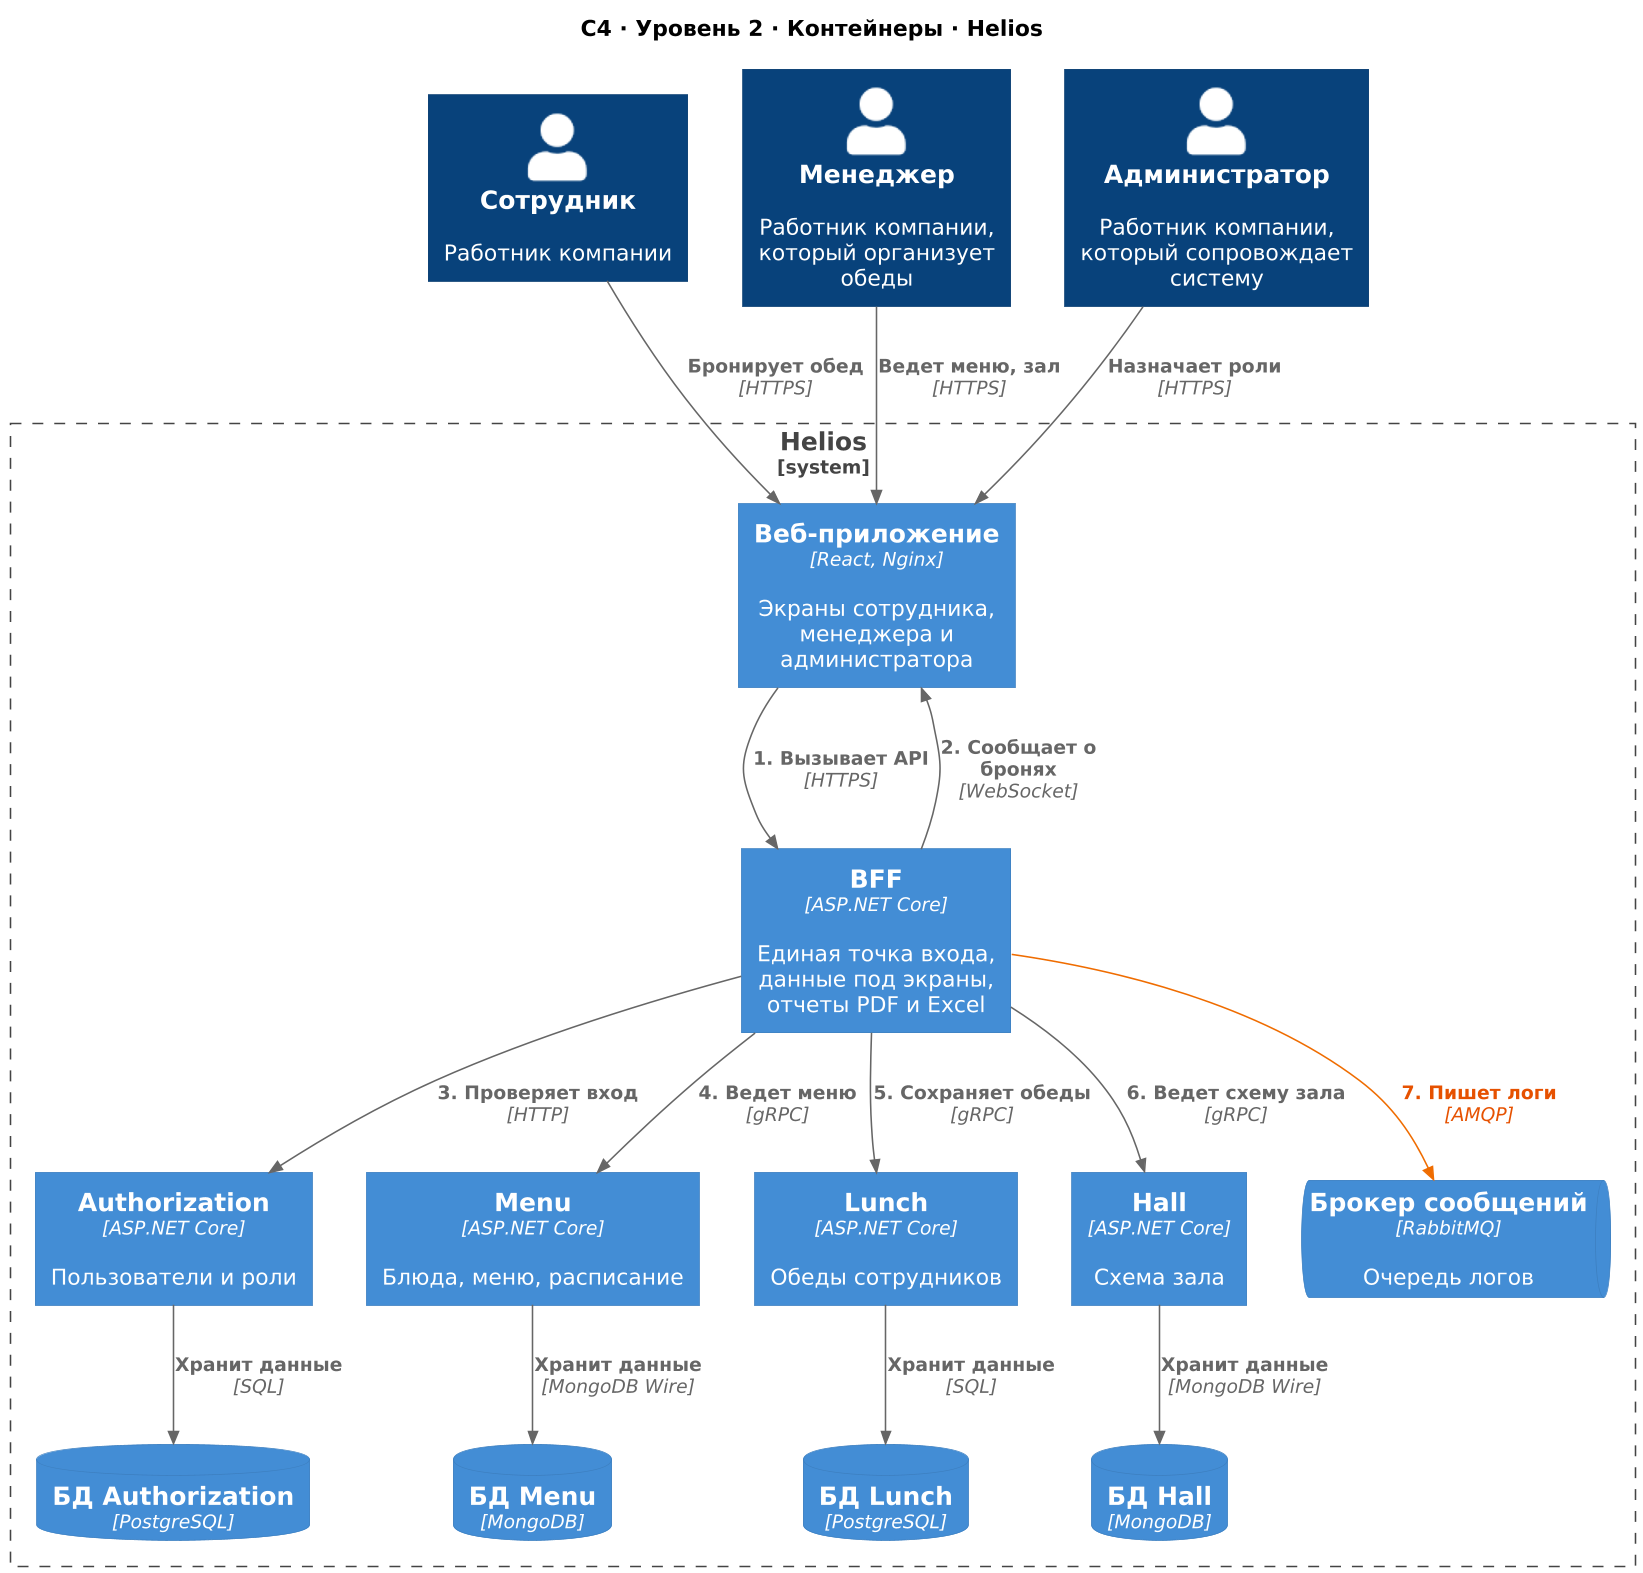 C4 · Уровень 2 · Контейнеры · Helios
Сотрудник
Работник компании
Менеджер
Работник компании,
который организует
обеды
Администратор
Работник компании,
который сопровождает
систему
Бронирует обед
[HTTPS]
Ведет меню, зал
[HTTPS]
Назначает роли
[HTTPS]
Helios
[system]
Веб-приложение
[React, Nginx]
Экраны сотрудника,
менеджера и
администратора
1. Вызывает API
[HTTPS]
2. Сообщает о
бронях
[WebSocket]
BFF
[ASP.NET Core]
Единая точка входа,
данные под экраны,
отчеты PDF и Excel
3. Проверяет вход
[HTTP]
4. Ведет меню
[gRPC]
5. Сохраняет обеды
[gRPC]
6. Ведет схему зала
[gRPC]
7. Пишет логи
[AMQP]
Authorization
[ASP.NET Core]
Пользователи и роли
Menu
[ASP.NET Core]
Блюда, меню, расписание
Lunch
[ASP.NET Core]
Обеды сотрудников
Hall
[ASP.NET Core]
Схема зала
Брокер сообщений
[RabbitMQ]
Очередь логов
Хранит данные
[SQL]
Хранит данные
[MongoDB Wire]
Хранит данные
[SQL]
Хранит данные
[MongoDB Wire]
БД Authorization
[PostgreSQL]
БД Menu
[MongoDB]
БД Lunch
[PostgreSQL]
БД Hall
[MongoDB]